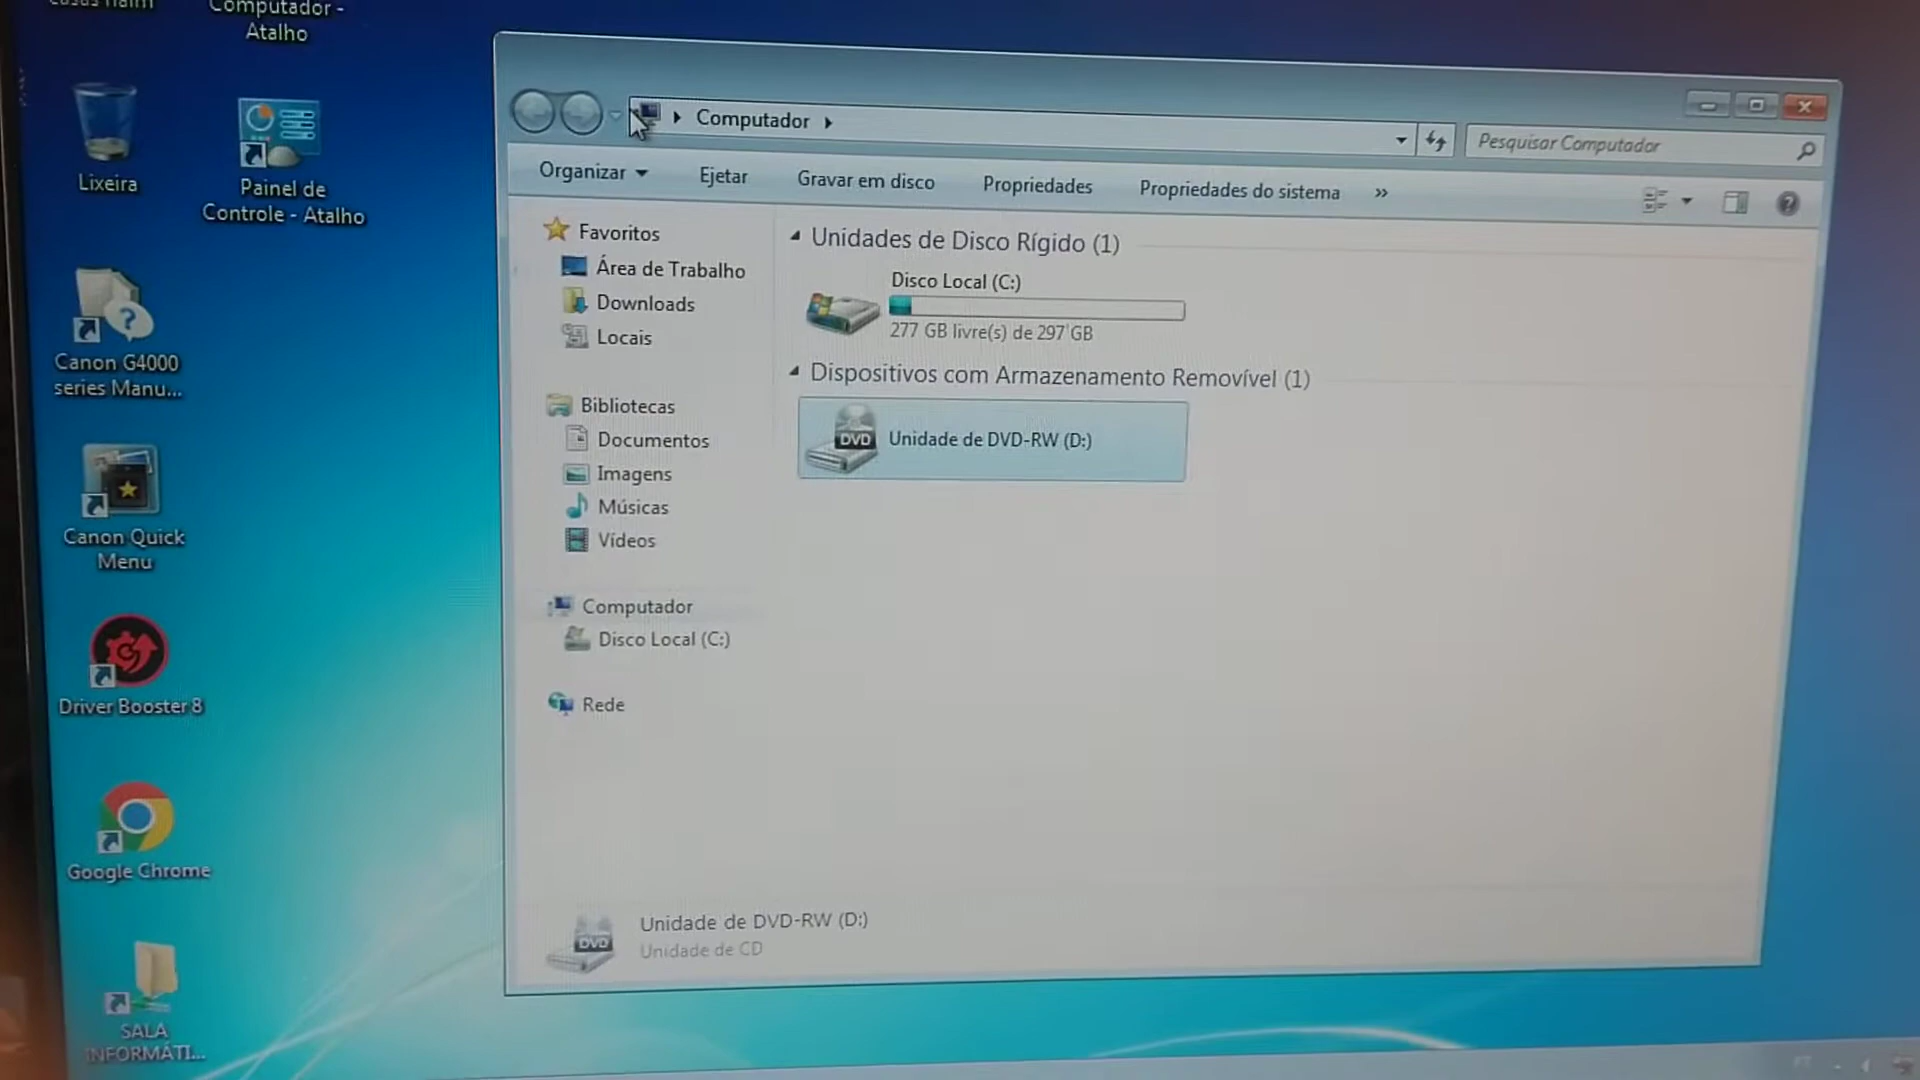 Computador -
Atalho
Lixeira
Painel de
Controle - Atalho
Canon G4000
series Manu...
Canon Quick
Menu
Driver Booster 8
Google Chrome
SALA
INFORMÁTI...
Computador
Pesquisar Computador
Organizar
Ejetar
Gravar em disco
Propriedades
Propriedades do sistema
»
Favoritos
Área de Trabalho
Downloads
Locais
Bibliotecas
Documentos
Imagens
Músicas
Vídeos
Computador
Disco Local (C:)
Rede
Unidades de Disco Rígido (1)
Disco Local (C:)
277 GB livre(s) de 297 GB
Dispositivos com Armazenamento Removível (1)
DVD
Unidade de DVD-RW (D:)
DVD
Unidade de DVD-RW (D:)
Unidade de CD